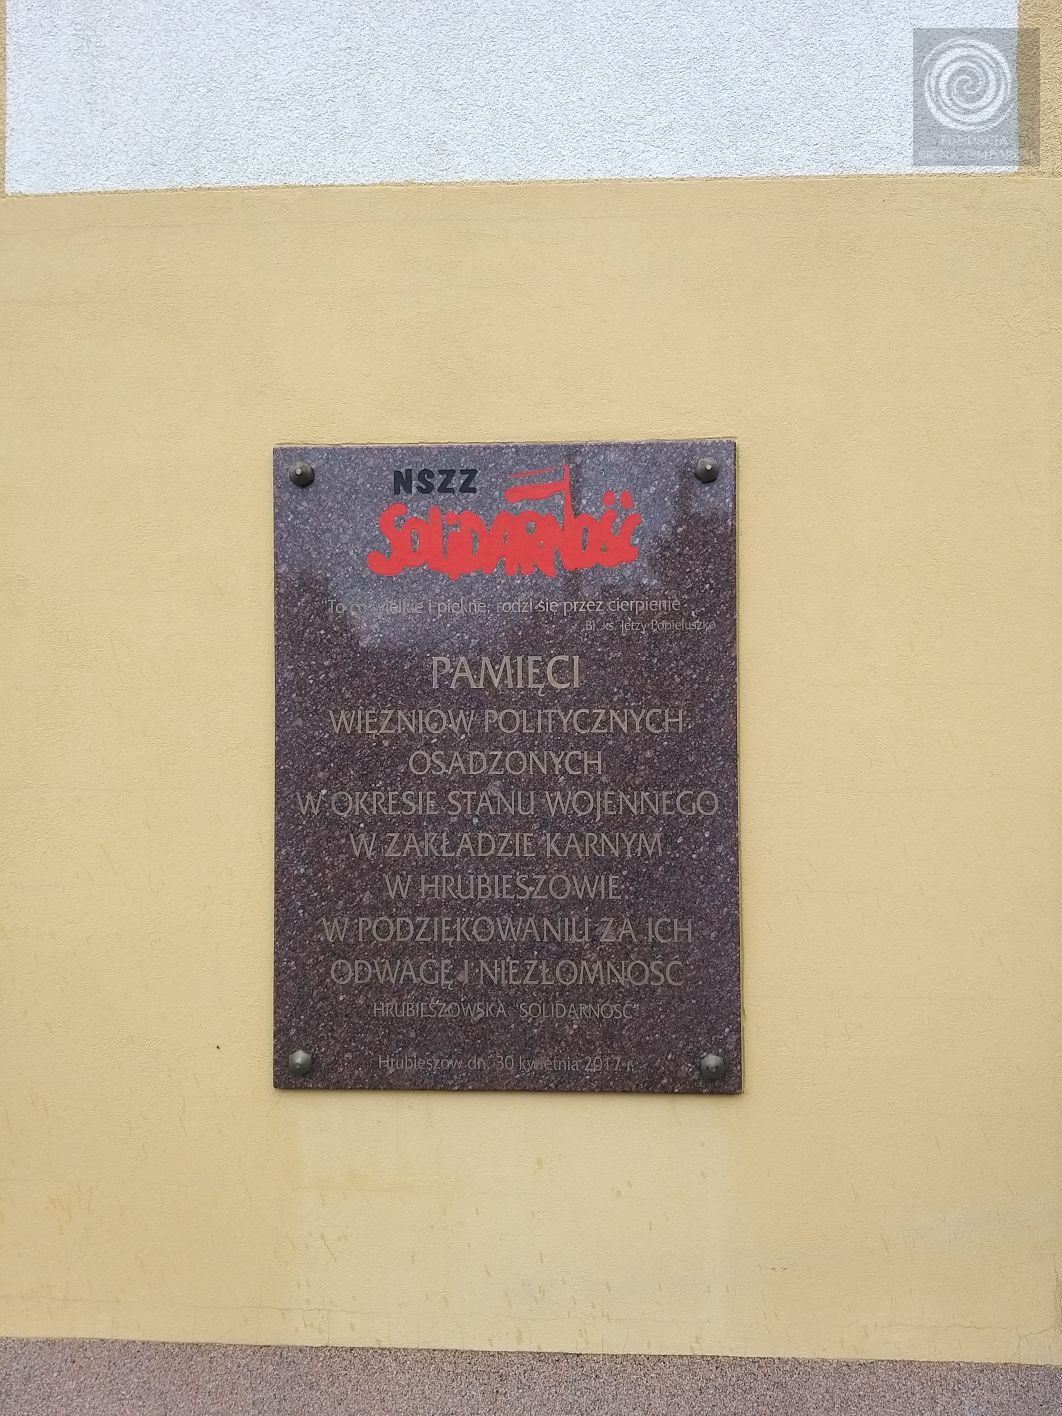 NSZZ
SOLIDARNOŚĆ
To co wielkie i piękne, rodzi się przez cierpienie
Bł. ks. Jerzy Popiełuszko
PAMIĘCI
WIĘŹNIÓW POLITYCZNYCH
OSADZONYCH
W OKRESIE STANU WOJENNEGO
W ZAKŁADZIE KARNYM
W HRUBIESZOWIE.
W PODZIĘKOWANIU ZA ICH
ODWAGĘ I NIEZŁOMNOŚĆ
HRUBIESZOWSKA "SOLIDARNOŚĆ"
Hrubieszów dn. 30 kwietnia 2017 r.